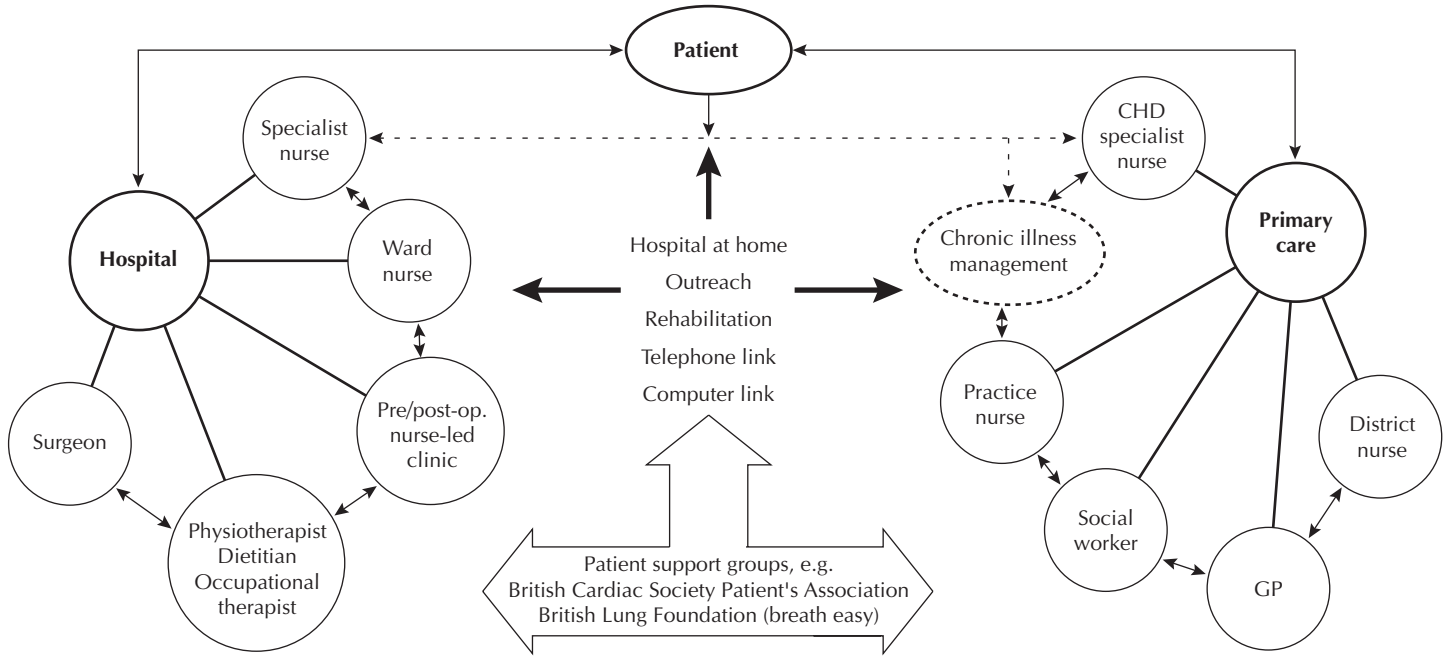 Patient
Specialist
nurse
CHD
specialist
nurse
Hospital
Ward
nurse
Hospital at home
Outreach
Rehabilitation
Telephone link
Computer link
Chronic illness
management
Primary
care
Surgeon
Pre/post-op.
nurse-led
clinic
Physiotherapist
Dietitian
Occupational
therapist
Practice
nurse
District
nurse
Social
worker
GP
Patient support groups, e.g.
British Cardiac Society Patient's Association
British Lung Foundation (breath easy)